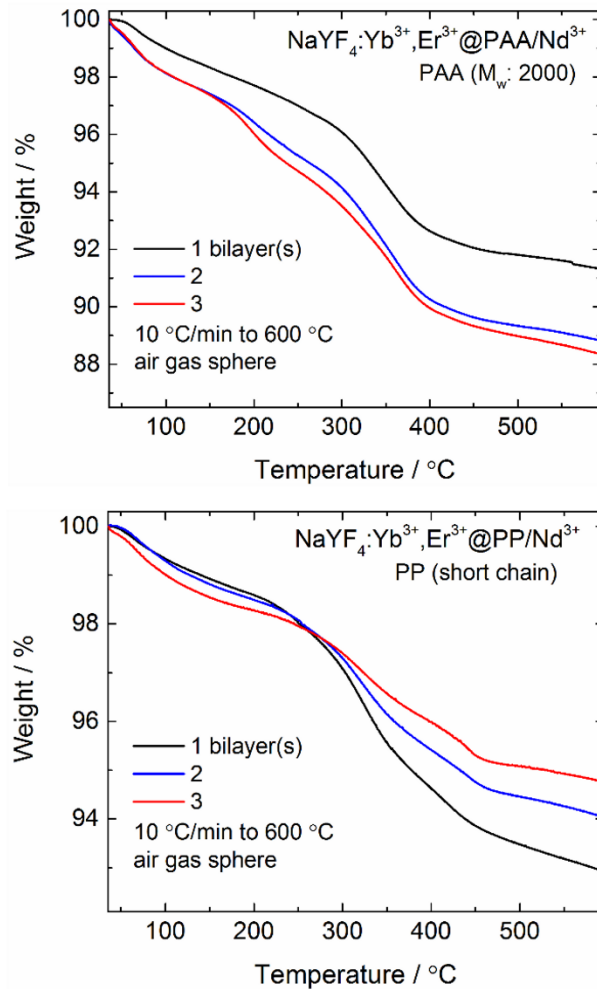 NaYF₄:Yb³⁺,Er³⁺@PAA/Nd³⁺
PAA (M_w: 2000)
100
98
96
94
92
90
88
Weight / %
1 bilayer(s)
2
3
10 °C/min to 600 °C
air gas sphere
100 200 300 400 500
Temperature / °C
NaYF₄:Yb³⁺,Er³⁺@PP/Nd³⁺
PP (short chain)
100
98
96
94
Weight / %
1 bilayer(s)
2
3
10 °C/min to 600 °C
air gas sphere
100 200 300 400 500
Temperature / °C